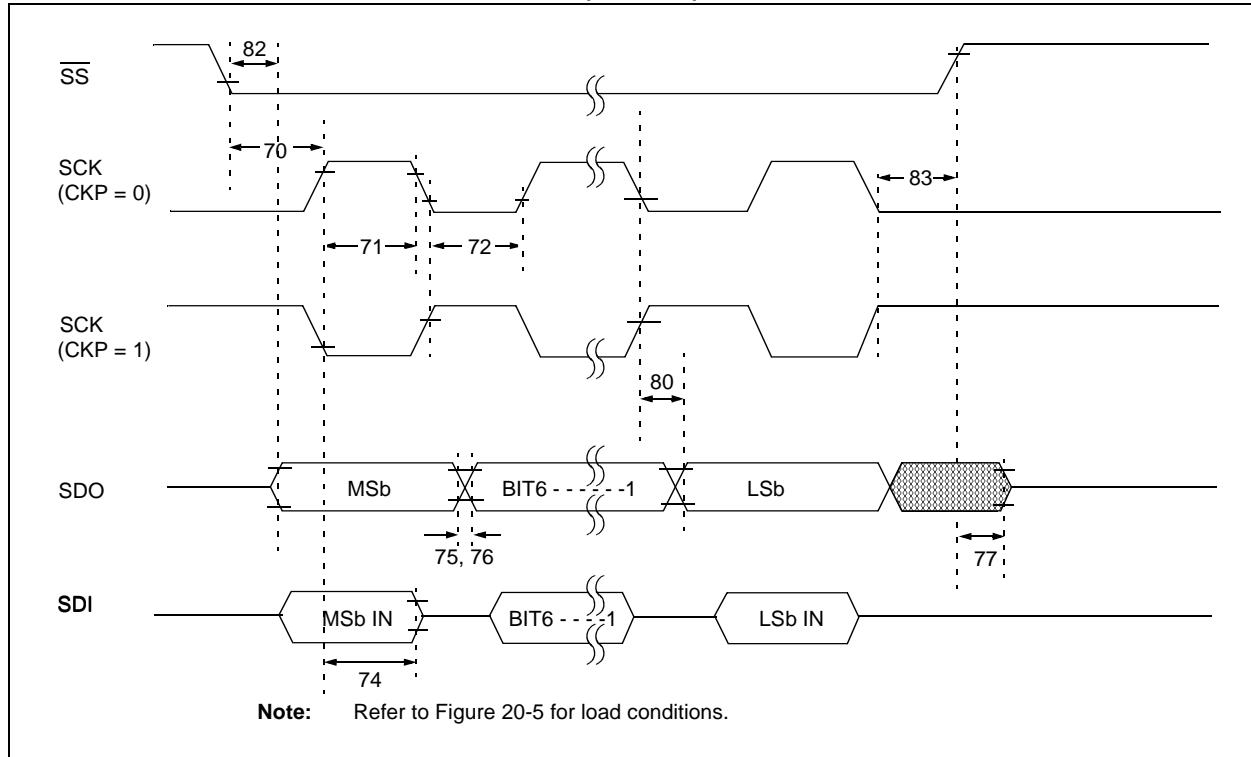 82
SS
70
SCK
(CKP = 0)
83
71
72
SCK
(CKP = 1)
80
SDO
MSb
BIT6 - - - - - -1
LSb
75, 76
77
SDI
MSb IN
BIT6 - - - -1
LSb IN
74
Note: Refer to Figure 20-5 for load conditions.